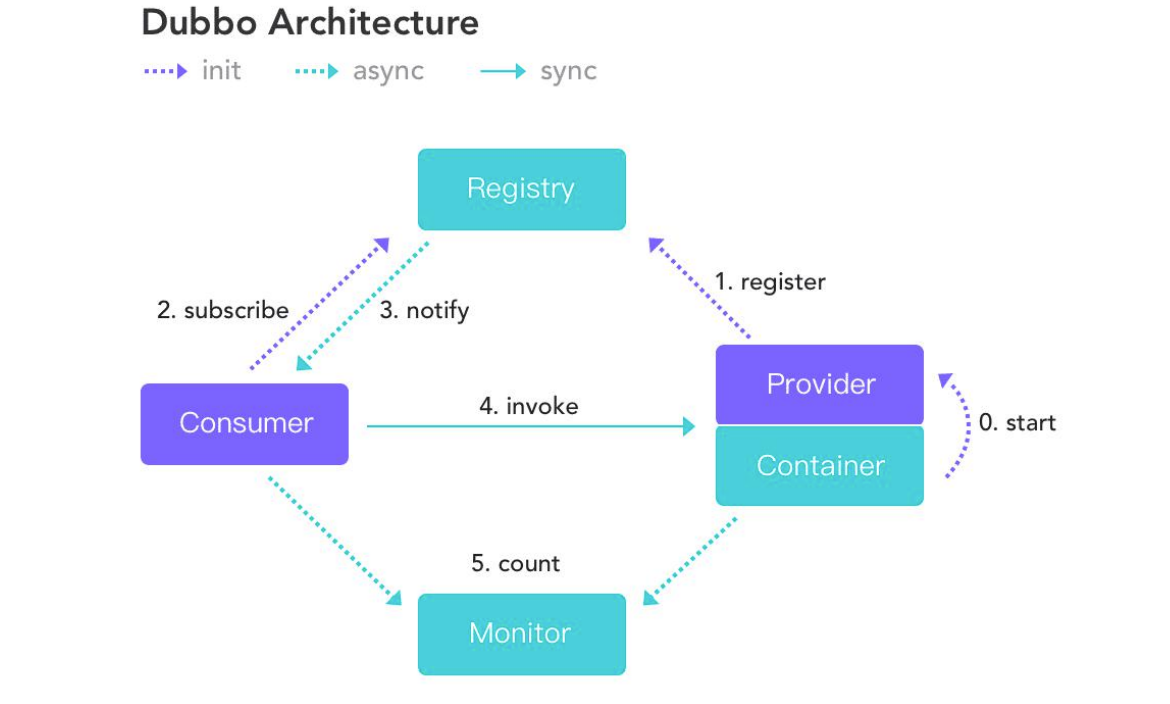 Dubbo Architecture
init async sync
Registry
1. register
2. subscribe 3. notify
Provider
4. invoke
Consumer
0. start
Container
5. count
Monitor